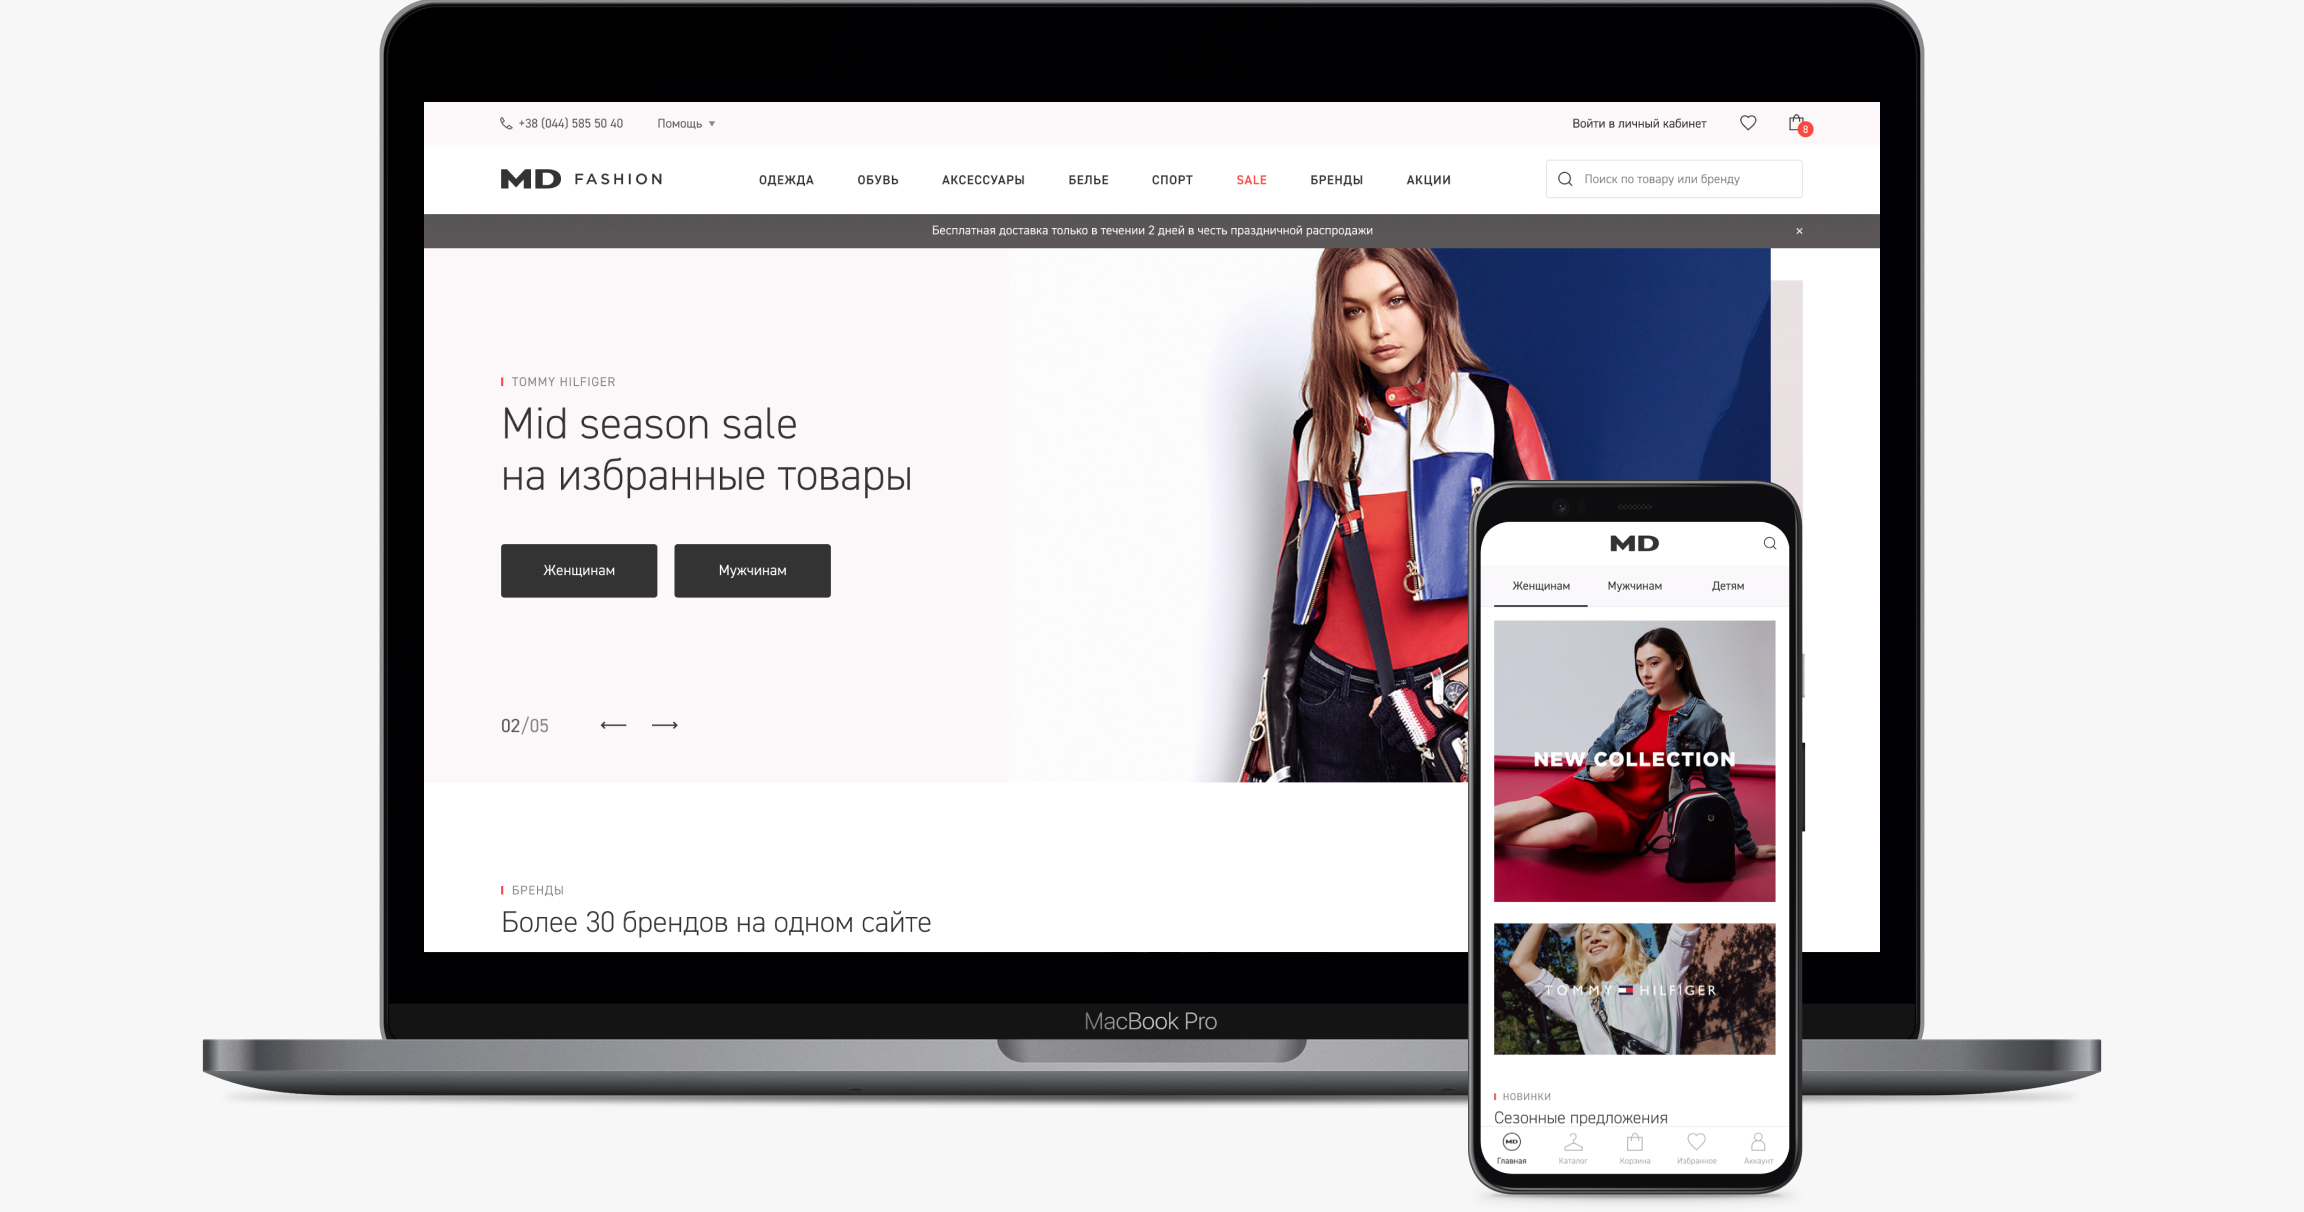 +38 (044) 585 50 40 Помощь Войти в личный кабинет 8
MD FASHION ОДЕЖДА ОБУВЬ АКСЕССУАРЫ БЕЛЬЕ СПОРТ SALE БРЕНДЫ АКЦИИ Поиск по товару или бренду
Бесплатная доставка только в течении 2 дней в честь праздничной распродажи ×
TOMMY HILFIGER
Mid season sale
на избранные товары
Женщинам Мужчинам
02/05
БРЕНДЫ
Более 30 брендов на одном сайте
MacBook Pro
MD
Женщинам Мужчинам Детям
NEW COLLECTION
TOMMY HILFIGER
НОВИНКИ
Сезонные предложения
MD
Главная Каталог Корзина Избранное Аккаунт